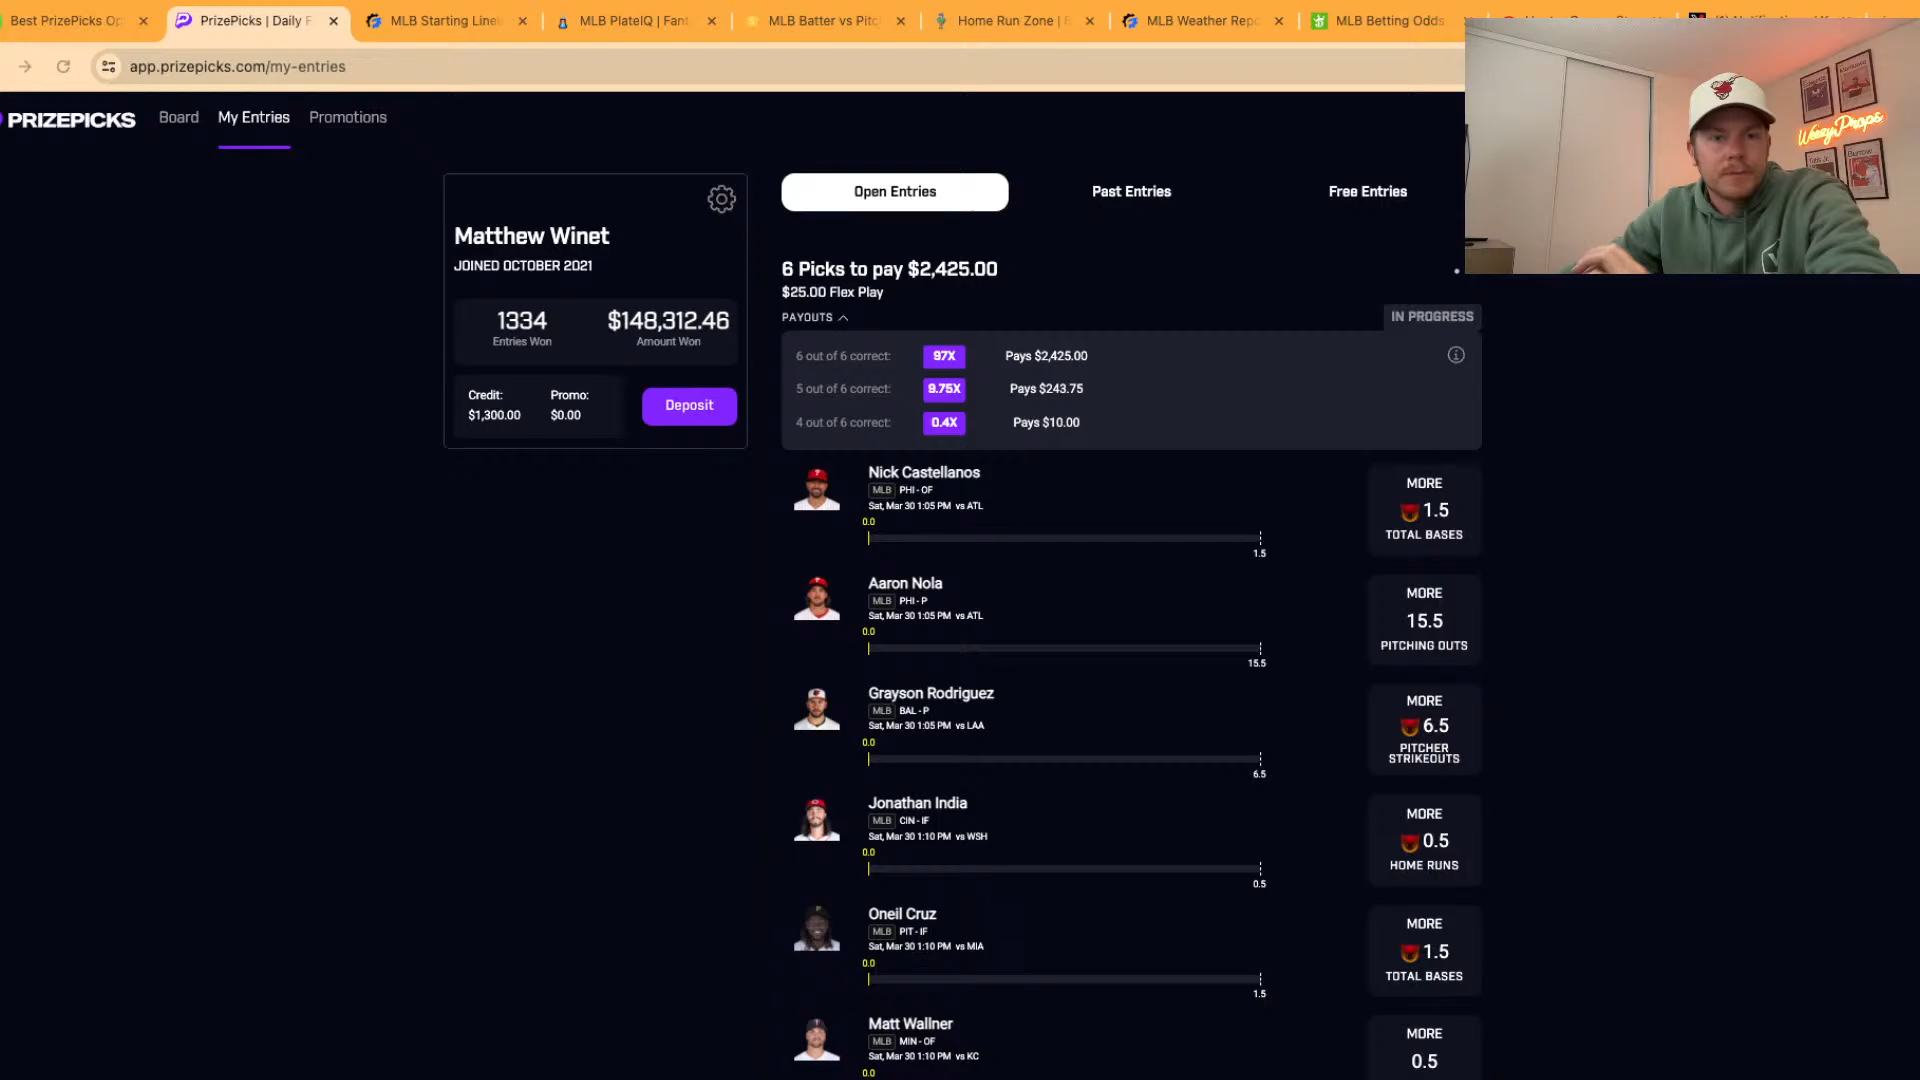 Best PrizePicks Op
PrizePicks | Daily F
MLB Starting Lineu
MLB PlateIQ | Fant
MLB Batter vs Pitc
Home Run Zone |
MLB Weather Repo
MLB Betting Odds
app.prizepicks.com/my-entries
PRIZEPICKS
Board
My Entries
Promotions
Weezy Props
Burrow
Matthew Winet
JOINED OCTOBER 2021
1334
Entries Won
$148,312.46
Amount Won
Credit:
$1,300.00
Promo:
$0.00
Deposit
Open Entries
Past Entries
Free Entries
6 Picks to pay $2,425.00
$25.00 Flex Play
PAYOUTS
IN PROGRESS
6 out of 6 correct: 97X Pays $2,425.00
5 out of 6 correct: 9.75X Pays $243.75
4 out of 6 correct: 0.4X Pays $10.00
Nick Castellanos
MLB PHI - OF
Sat, Mar 30 1:05 PM vs ATL
0.0
1.5
MORE
1.5
TOTAL BASES
Aaron Nola
MLB PHI - P
Sat, Mar 30 1:05 PM vs ATL
0.0
15.5
MORE
15.5
PITCHING OUTS
Grayson Rodriguez
MLB BAL - P
Sat, Mar 30 1:05 PM vs LAA
0.0
6.5
MORE
6.5
PITCHER
STRIKEOUTS
Jonathan India
MLB CIN - IF
Sat, Mar 30 1:10 PM vs WSH
0.0
0.5
MORE
0.5
HOME RUNS
Oneil Cruz
MLB PIT - IF
Sat, Mar 30 1:10 PM vs MIA
0.0
1.5
MORE
1.5
TOTAL BASES
Matt Wallner
MLB MIN - OF
Sat, Mar 30 1:10 PM vs KC
0.0
MORE
0.5